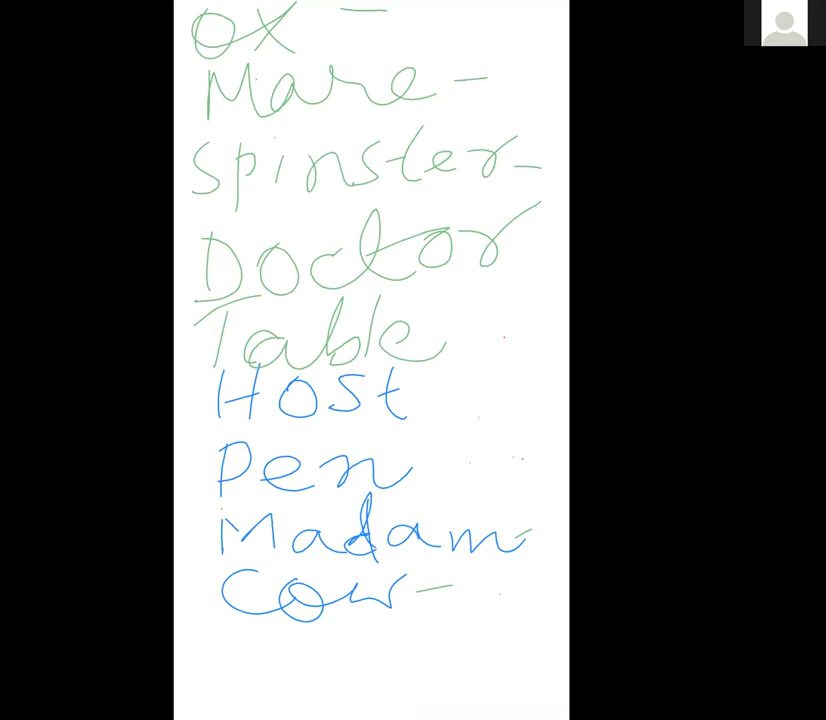 Ox -
Mare -
Spinster -
Doctor
Table
Host
Pen
Madam -
Cow -